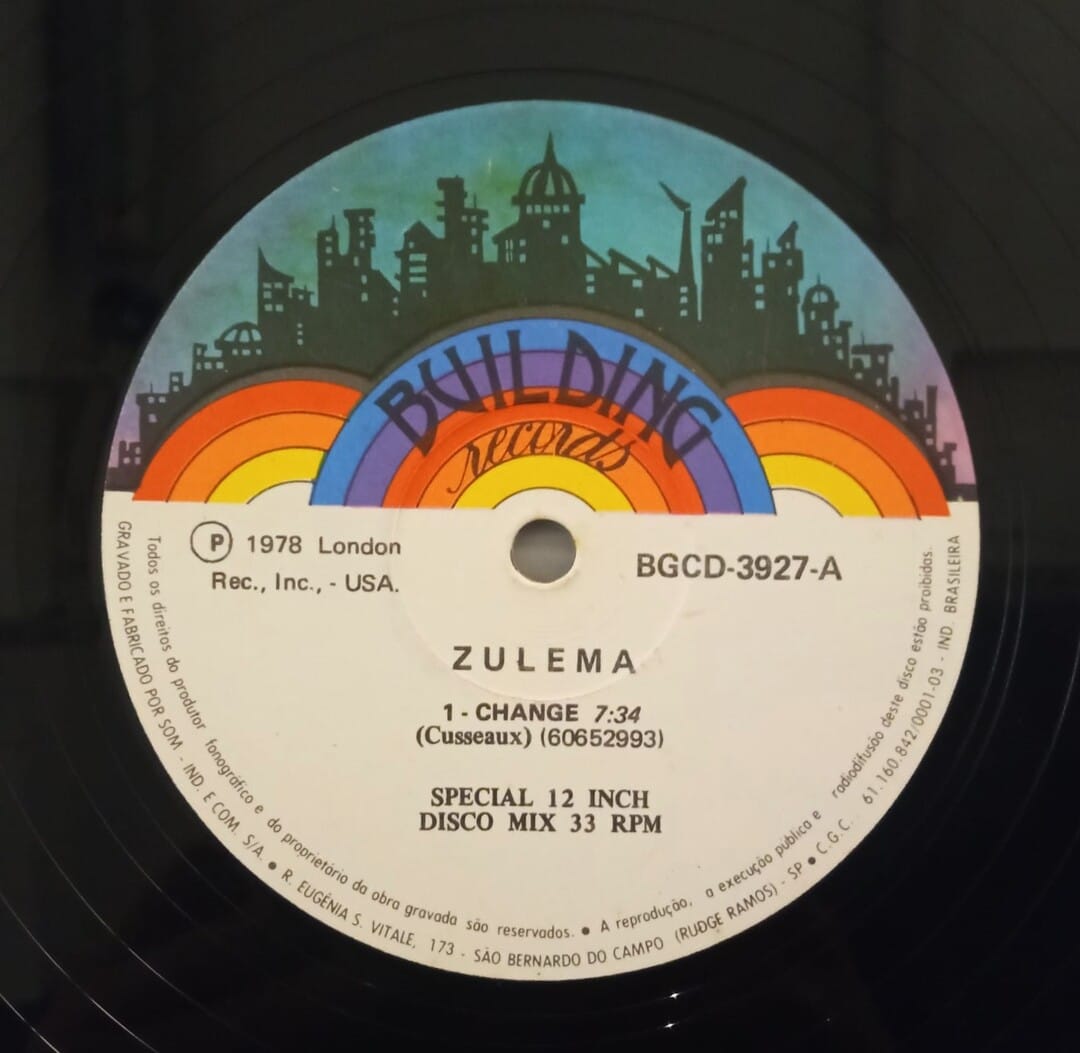 BUILDING
records
Ⓟ 1978 London
Rec., Inc., - USA.
BGCD-3927-A
ZULEMA
1 - CHANGE 7:34
(Cusseaux) (60652993)
SPECIAL 12 INCH
DISCO MIX 33 RPM
Todos os direitos do produtor fonográfico e do proprietário da obra gravada são reservados. ● A reprodução, a execução pública e radiodifusão deste disco estão proibidas.
GRAVADO E FABRICADO POR SOM - IND. E COM. S/A. ● R. EUGÊNIA S. VITALE, 173 - SÃO BERNARDO DO CAMPO (RUDGE RAMOS) - SP ● C.G.C. 61.160.842/0001-03 - IND. BRASILEIRA